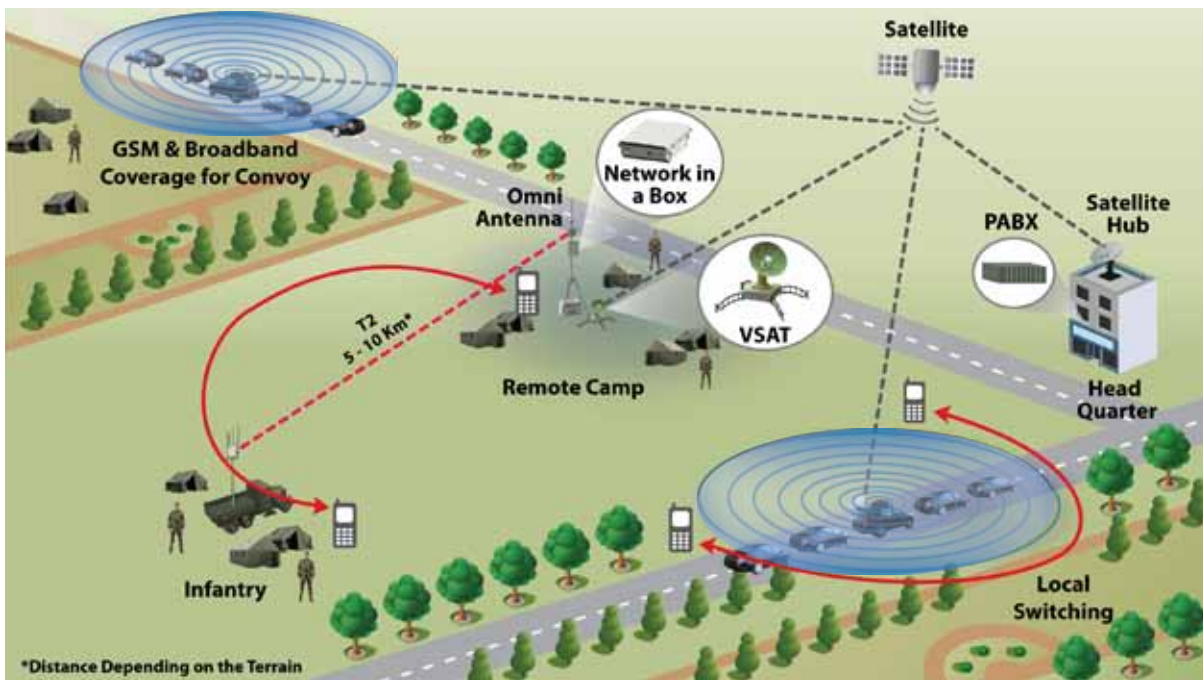 Satellite
GSM & Broadband
Coverage for Convoy
Network in
a Box
Omni
Antenna
PABX
Satellite
Hub
VSAT
T2
5 - 10 Km*
Remote Camp
Head
Quarter
Infantry
Local
Switching
*Distance Depending on the Terrain